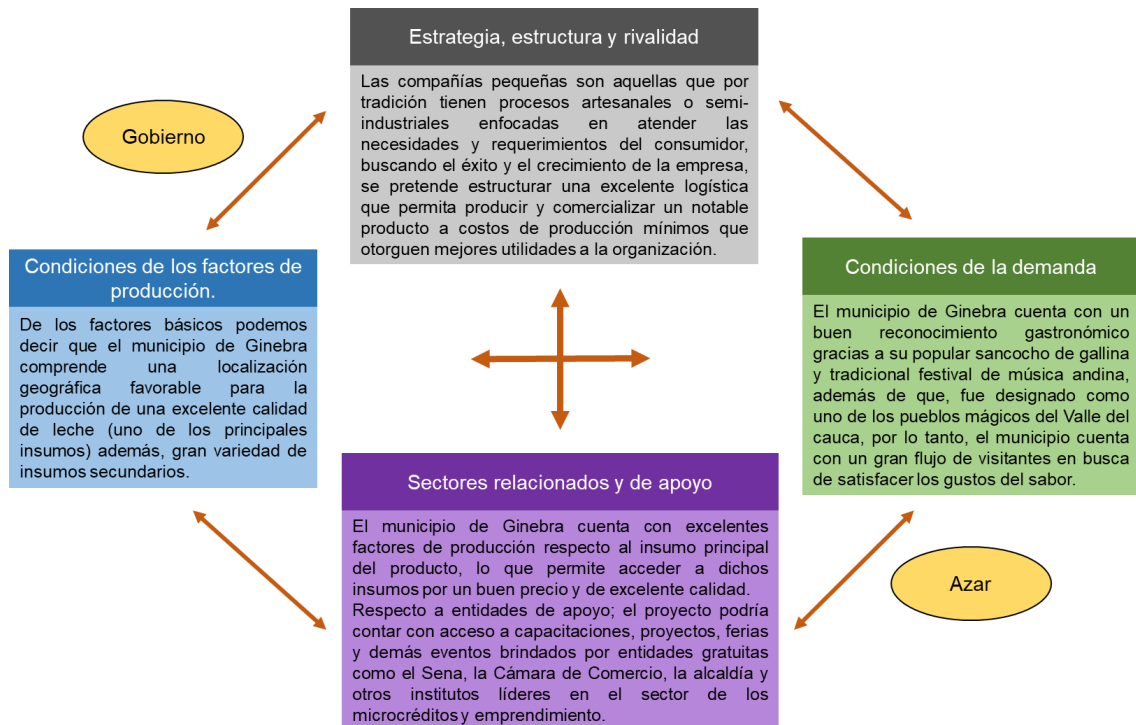 Estrategia, estructura y rivalidad
Las compañías pequeñas son aquellas que por
tradición tienen procesos artesanales o semi-
industriales enfocadas en atender las
necesidades y requerimientos del consumidor,
buscando el éxito y el crecimiento de la empresa,
se pretende estructurar una excelente logística
que permita producir y comercializar un notable
producto a costos de producción mínimos que
otorguen mejores utilidades a la organización.
Gobierno
Condiciones de los factores de
producción.
De los factores básicos podemos
decir que el municipio de Ginebra
comprende una localización
geográfica favorable para la
producción de una excelente calidad
de leche (uno de los principales
insumos) además, gran variedad de
insumos secundarios.
Condiciones de la demanda
El municipio de Ginebra cuenta con un
buen reconocimiento gastronómico
gracias a su popular sancocho de gallina
y tradicional festival de música andina,
además de que, fue designado como
uno de los pueblos mágicos del Valle del
cauca, por lo tanto, el municipio cuenta
con un gran flujo de visitantes en busca
de satisfacer los gustos del sabor.
Sectores relacionados y de apoyo
El municipio de Ginebra cuenta con excelentes
factores de producción respecto al insumo principal
del producto, lo que permite acceder a dichos
insumos por un buen precio y de excelente calidad.
Respecto a entidades de apoyo; el proyecto podría
contar con acceso a capacitaciones, proyectos, ferias
y demás eventos brindados por entidades gratuitas
como el Sena, la Cámara de Comercio, la alcaldía y
otros institutos líderes en el sector de los
microcréditos y emprendimiento.
Azar